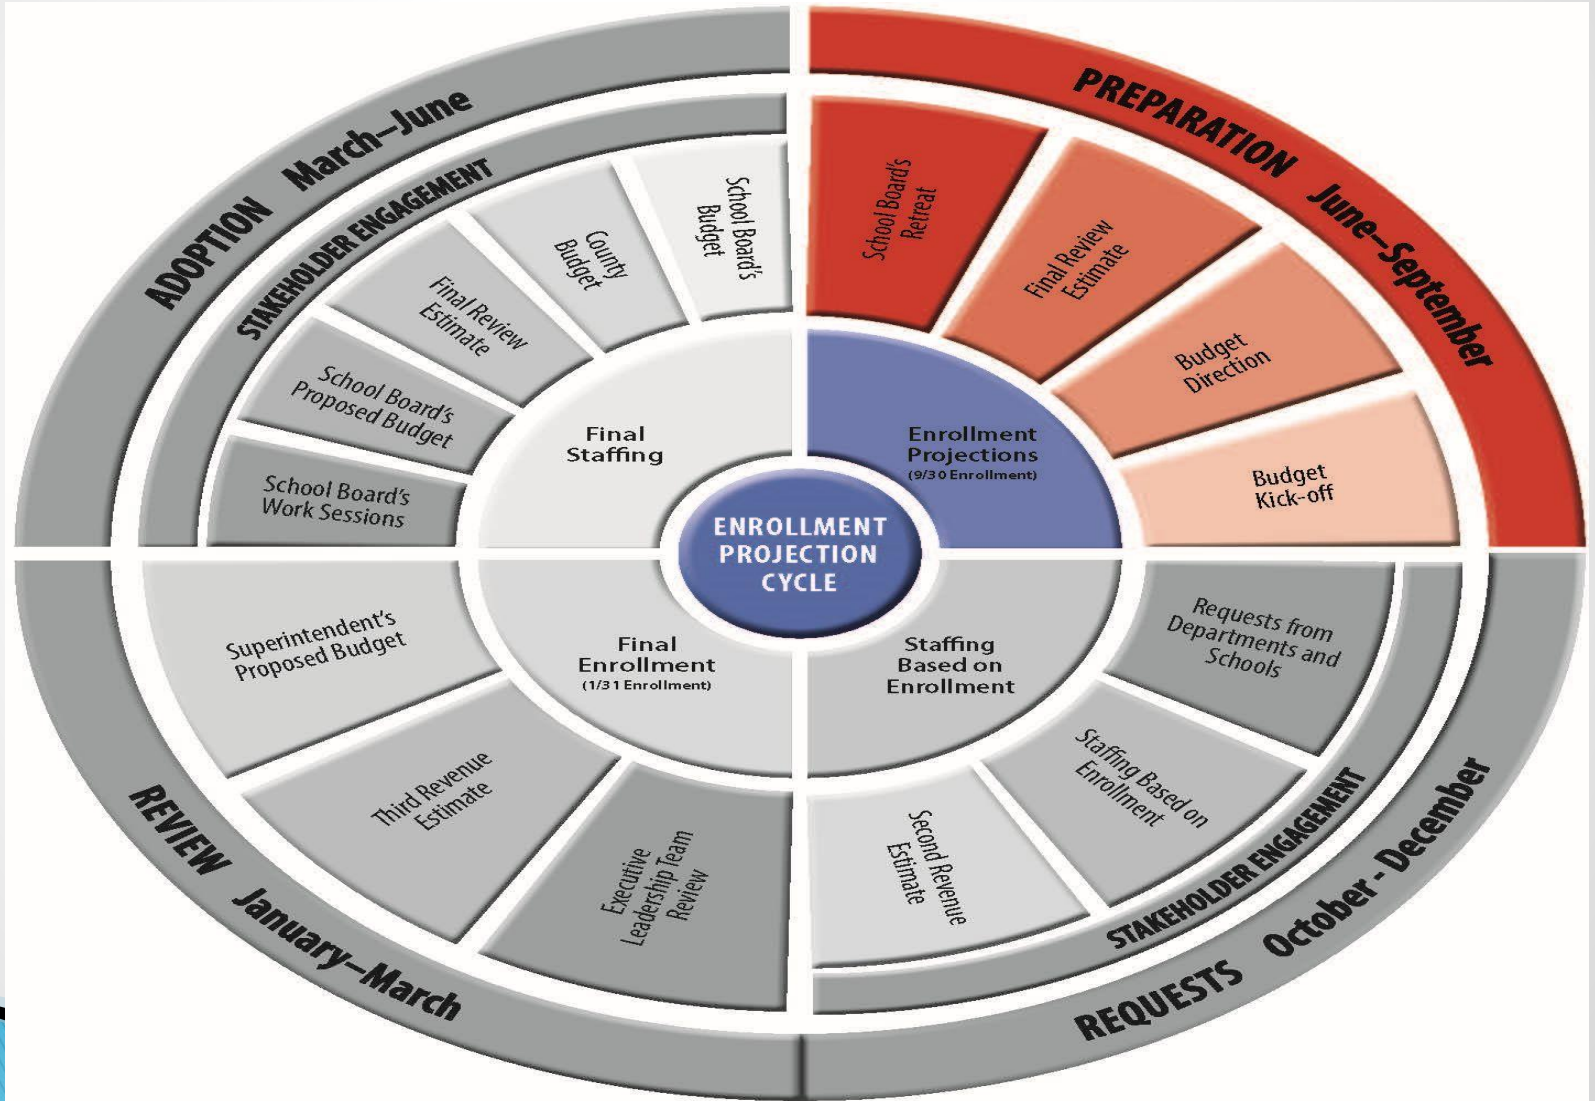 PREPARATION June–September
School Board's
Retreat
Final Review
Estimate
Budget
Direction
Budget
Kick-off
Enrollment
Projections
(9/30 Enrollment)
REQUESTS October - December
STAKEHOLDER ENGAGEMENT
Requests from
Departments and
Schools
Staffing Based on
Enrollment
Second Revenue
Estimate
Staffing
Based on
Enrollment
REVIEW January–March
Executive
Leadership Team
Review
Third Revenue
Estimate
Superintendent's
Proposed Budget
Final
Enrollment
(1/31 Enrollment)
ADOPTION March–June
STAKEHOLDER ENGAGEMENT
School Board's
Work Sessions
School Board's
Proposed Budget
Final Review
Estimate
County
Budget
School Board's
Budget
Final
Staffing
ENROLLMENT
PROJECTION
CYCLE